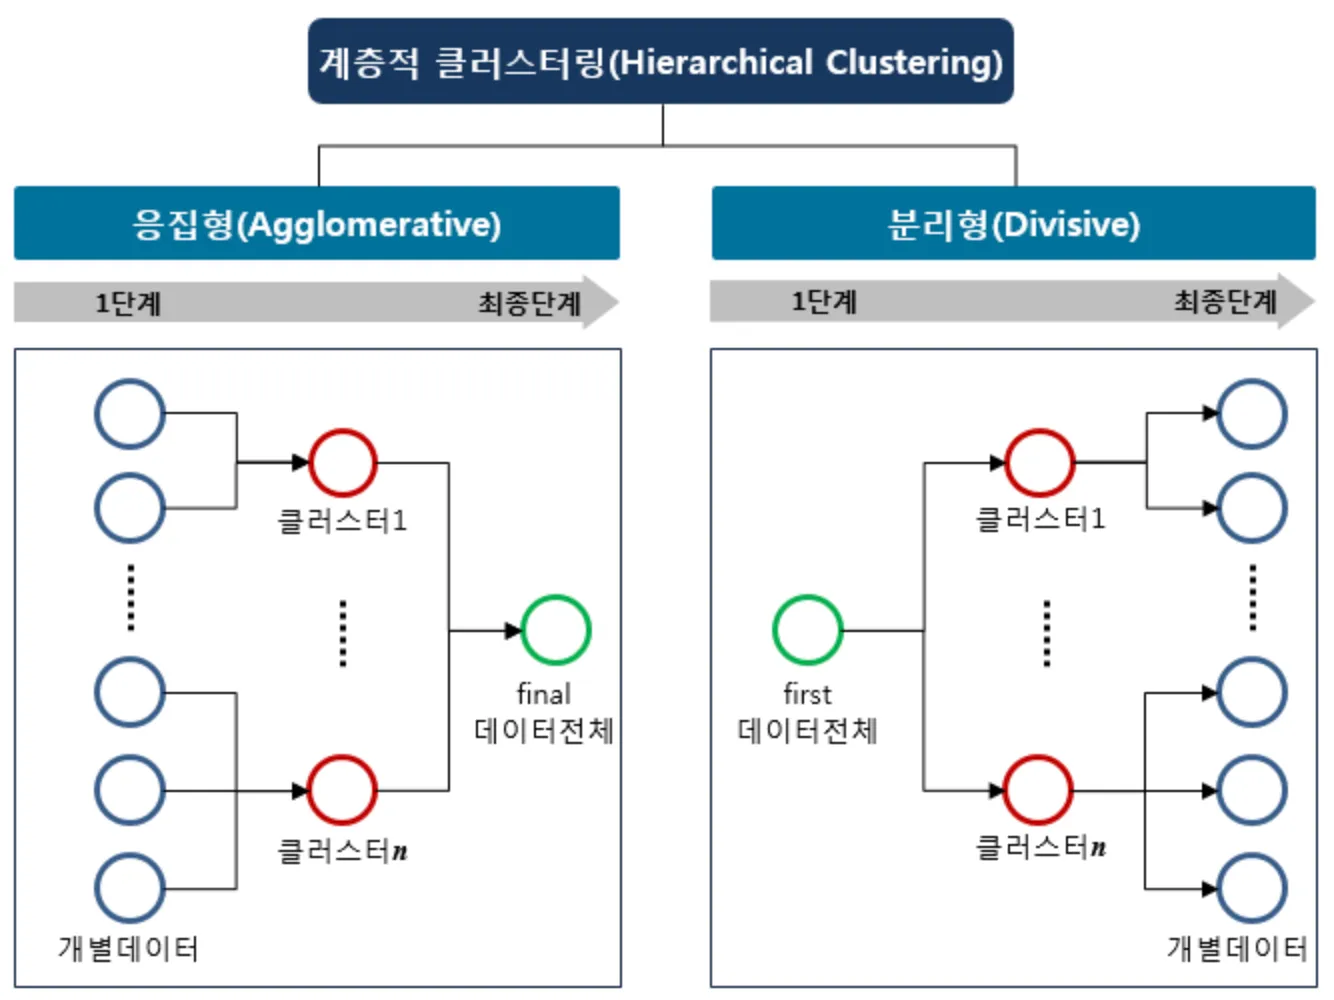 계층적 클러스터링(Hierarchical Clustering)
응집형(Agglomerative)
1단계 최종단계
클러스터1
final
데이터전체
클러스터n
개별데이터
분리형(Divisive)
1단계 최종단계
클러스터1
first
데이터전체
클러스터n
개별데이터